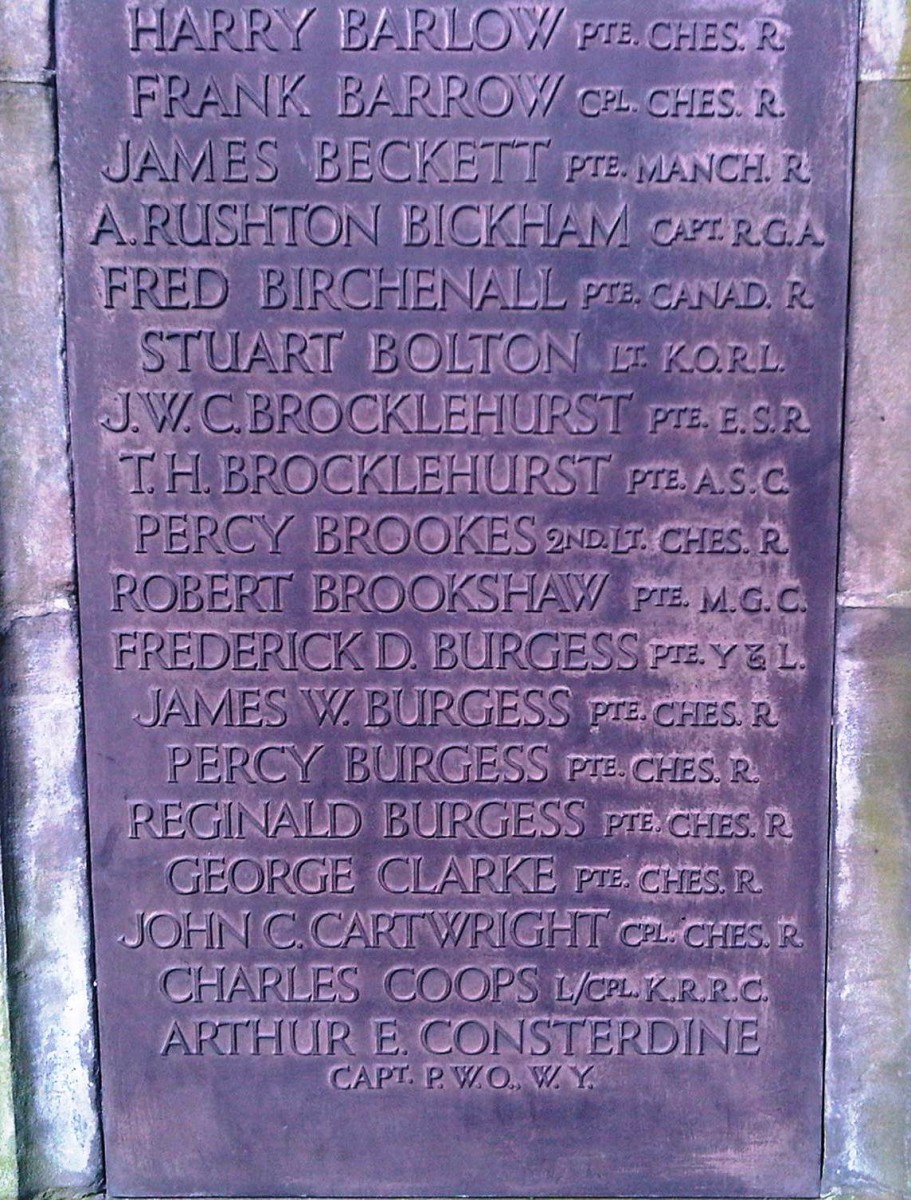 HARRY BARLOW PTE. CHES. R.
FRANK BARROW CPL. CHES. R.
JAMES BECKETT PTE. MANCH. R.
A. RUSHTON BICKHAM CAPT. R.G.A.
FRED BIRCHENALL PTE. CANAD. R.
STUART BOLTON LT. K.O.R.L.
J.W.C. BROCKLEHURST PTE. E.S.R.
T.H. BROCKLEHURST PTE. A.S.C.
PERCY BROOKES 2ND.LT. CHES. R.
ROBERT BROOKSHAW PTE. M.G.C.
FREDERICK D. BURGESS PTE. Y & L.
JAMES W. BURGESS PTE. CHES. R.
PERCY BURGESS PTE. CHES. R.
REGINALD BURGESS PTE. CHES. R.
GEORGE CLARKE PTE. CHES. R.
JOHN C. CARTWRIGHT CPL. CHES. R.
CHARLES COOPS L/CPL. K.R.R.C.
ARTHUR E. CONSTERDINE
CAPT. P.W.O., W.Y.